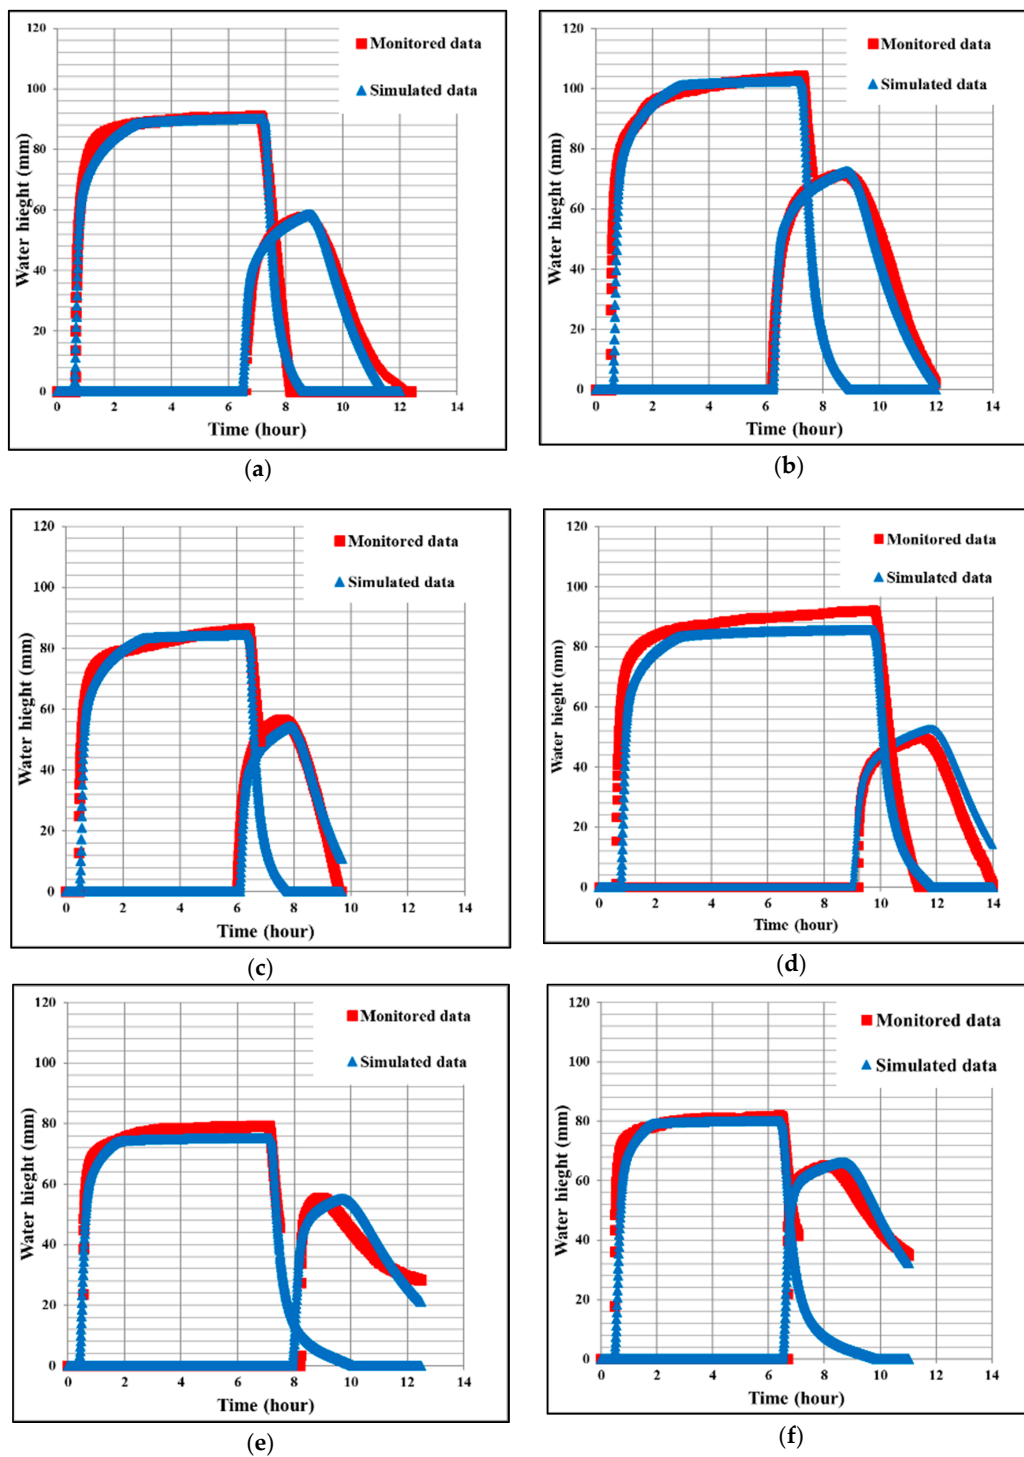 120
100
80
60
40
20
0
Water hieght (mm)
Monitored data
Simulated data
0 2 4 6 8 10 12 14
Time (hour)
(a)
120
100
80
60
40
20
0
Water hieght (mm)
Monitored data
Simulated data
0 2 4 6 8 10 12 14
Time (hour)
(b)
120
100
80
60
40
20
0
Water hieght (mm)
Monitored data
Simulated data
0 2 4 6 8 10 12 14
Time (hour)
(c)
120
100
80
60
40
20
0
Water hieght (mm)
Monitored data
Simulated data
0 2 4 6 8 10 12 14
Time (hour)
(d)
120
100
80
60
40
20
0
Water hieght (mm)
Monitored data
Simulated data
0 2 4 6 8 10 12 14
Time (hour)
(e)
120
100
80
60
40
20
0
Water hieght (mm)
Monitored data
Simulated data
0 2 4 6 8 10 12 14
Time (hour)
(f)